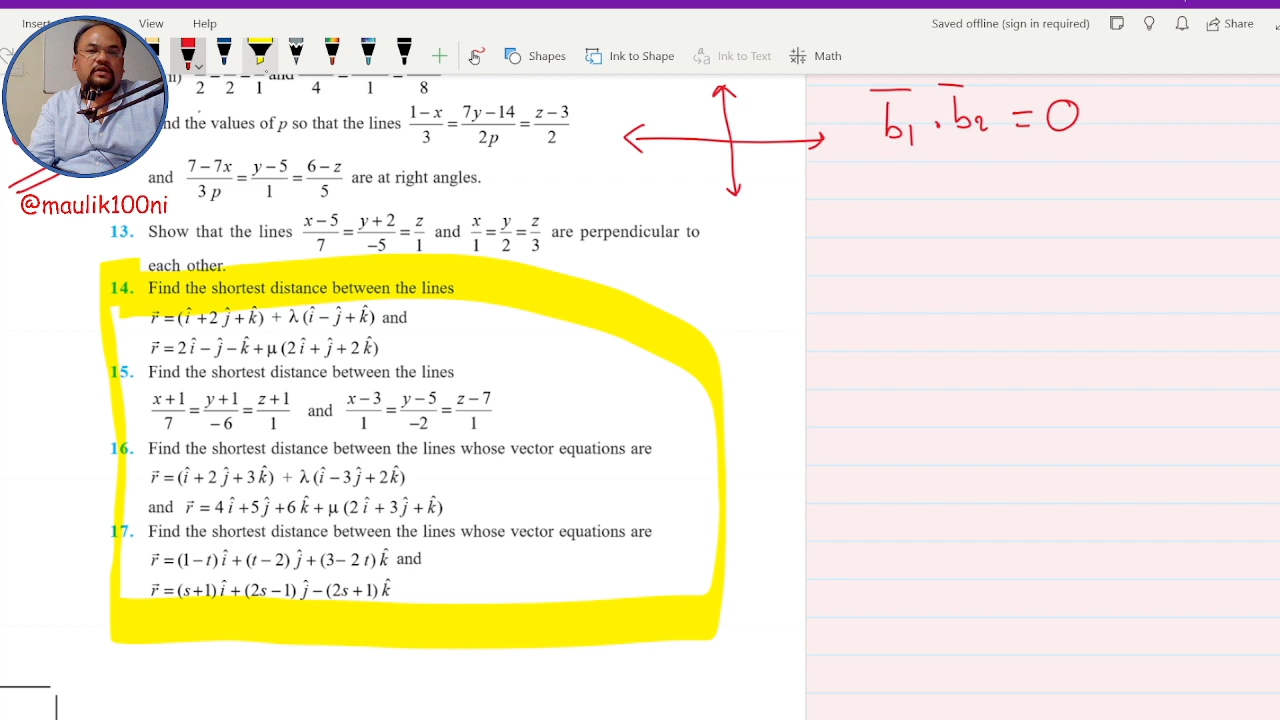 Insert View Help Saved offline (sign in required) Share
Shapes Ink to Shape Ink to Text Math
2 2 1 and 4 1 8
nd the values of p so that the lines (1−x)/3 = (7y−14)/2p = (z−3)/2
and (7−7x)/3p = (y−5)/1 = (6−z)/5 are at right angles.
@maulik100ni
13. Show that the lines (x−5)/7 = (y+2)/−5 = z/1 and x/1 = y/2 = z/3 are perpendicular to
each other.
14. Find the shortest distance between the lines
r⃗ = (î + 2ĵ + k̂) + λ(î − ĵ + k̂) and
r⃗ = 2î − ĵ − k̂ + μ(2î + ĵ + 2k̂)
15. Find the shortest distance between the lines
(x+1)/7 = (y+1)/−6 = (z+1)/1 and (x−3)/1 = (y−5)/−2 = (z−7)/1
16. Find the shortest distance between the lines whose vector equations are
r⃗ = (î + 2ĵ + 3k̂) + λ(î − 3ĵ + 2k̂)
and r⃗ = 4î + 5ĵ + 6k̂ + μ(2î + 3ĵ + k̂)
17. Find the shortest distance between the lines whose vector equations are
r⃗ = (1−t)î + (t−2)ĵ + (3−2t)k̂ and
r⃗ = (s+1)î + (2s−1)ĵ − (2s+1)k̂
b̅₁ . b̅₂ = 0